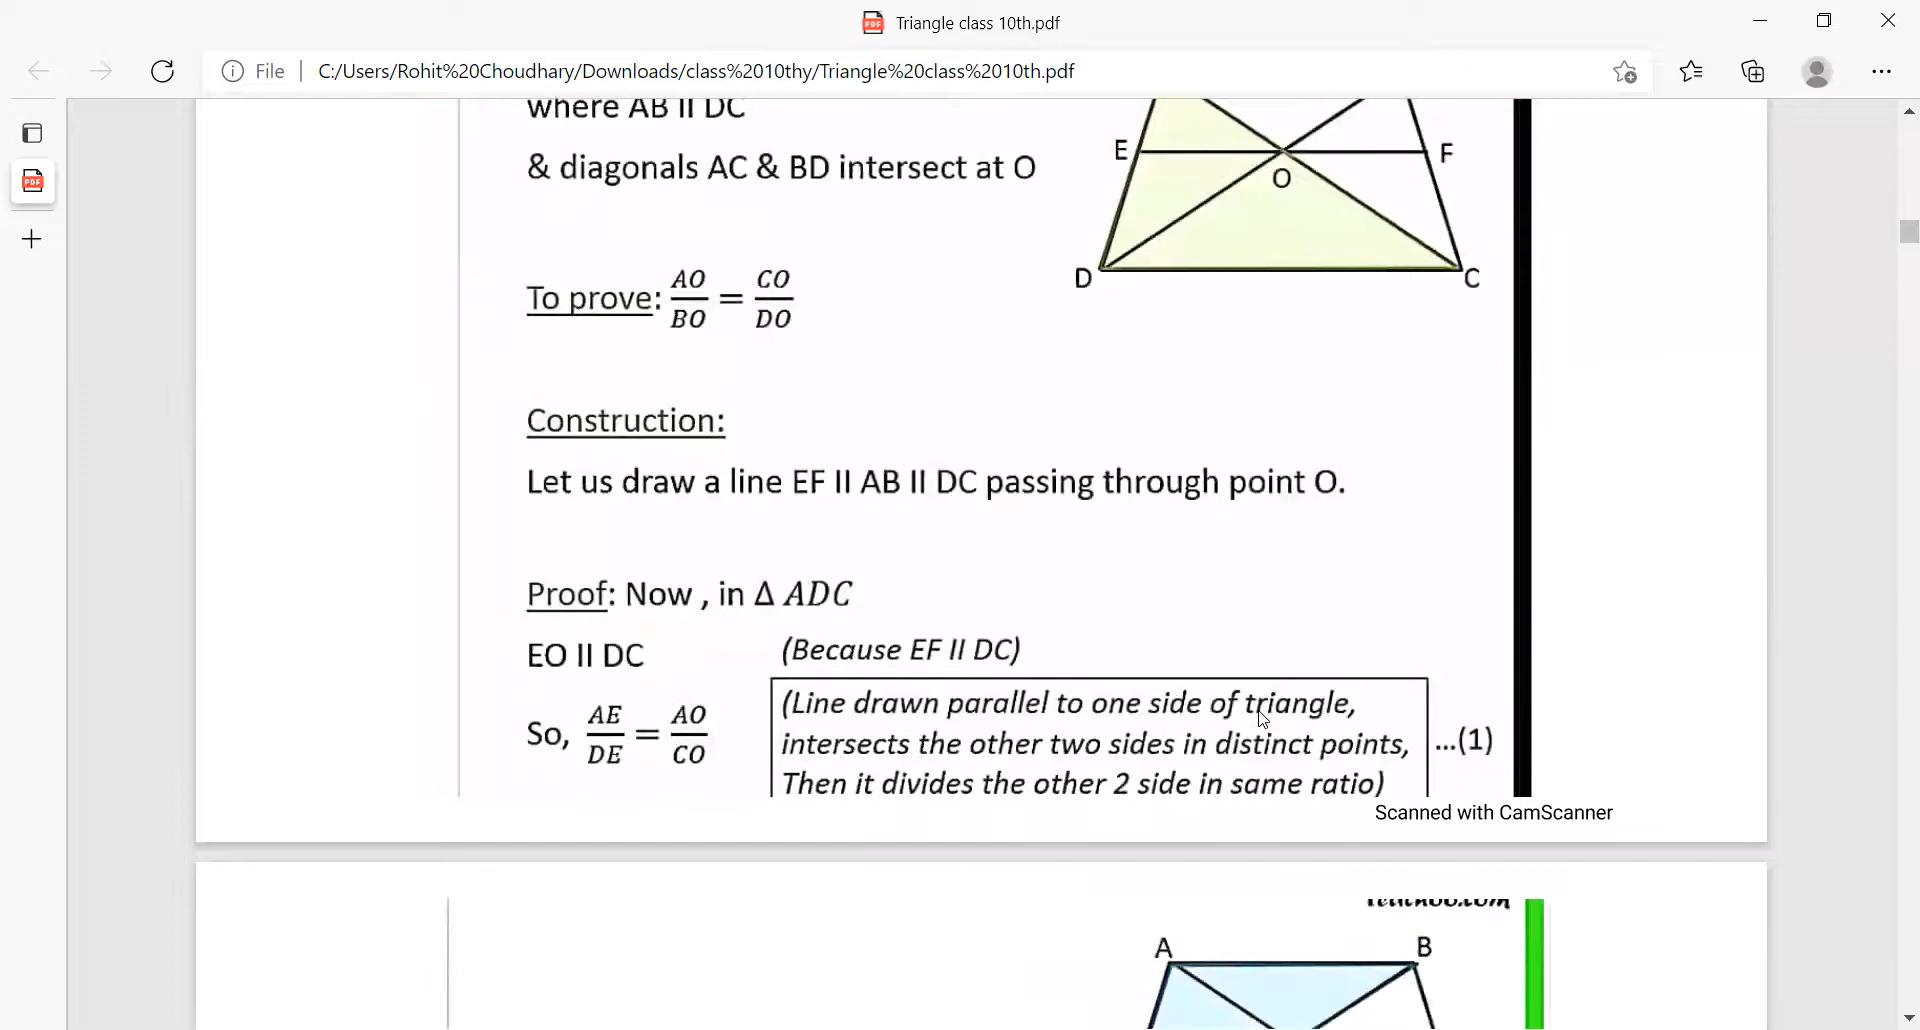 Triangle class 10th.pdf
File
C:/Users/Rohit%20Choudhary/Downloads/class%2010thy/Triangle%20class%2010th.pdf
where AB II DC
& diagonals AC & BD intersect at O
E
F
O
D
C
To prove: AO/BO = CO/DO
Construction:
Let us draw a line EF II AB II DC passing through point O.
Proof: Now , in Δ ADC
EO II DC (Because EF II DC)
So, AE/DE = AO/CO
(Line drawn parallel to one side of triangle,
intersects the other two sides in distinct points,
Then it divides the other 2 side in same ratio)
...(1)
Scanned with CamScanner
A
B